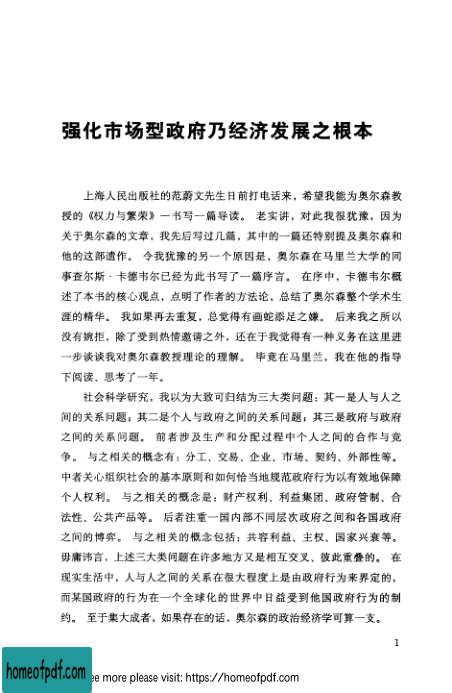 强化市场型政府乃经济发展之根本
上海人民出版社的范蔚文先生日前打电话来，希望我能为奥尔森教
授的《权力与繁荣》一书写一篇导读。 老实讲，对此我很犹豫，因为
关于奥尔森的文章，我先后写过几篇，其中的一篇还特别提及奥尔森和
他的这部遗作。 令我犹豫的另一个原因是，奥尔森在马里兰大学的同
事查尔斯·卡德韦尔已经为此书写了一篇序言。 在序中，卡德韦尔概
述了本书的核心观点，点明了作者的方法论，总结了奥尔森整个学术生
涯的精华。 我如果再去重复，总觉得有画蛇添足之嫌。 后来我之所以
没有婉拒，除了受到热情邀请之外，还在于我觉得有一种义务在这里进
一步谈谈我对奥尔森教授理论的理解。 毕竟在马里兰，我在他的指导
下阅读、思考了一年。
社会科学研究，我以为大致可归结为三大类问题：其一是人与人之
间的关系问题；其二是个人与政府之间的关系问题；其三是政府与政府
之间的关系问题。 前者涉及生产和分配过程中个人之间的合作与竞
争。 与之相关的概念有：分工、交易、企业、市场、契约、外部性等。
中者关心组织社会的基本原则和如何恰当地规范政府行为以有效地保障
个人权利。 与之相关的概念是：财产权利、利益集团、政府管制、合
法性、公共产品等。 后者注重一国内部不同层次政府之间和各国政府
之间的博弈。 与之相关的概念包括：共容利益、主权、国家兴衰等。
毋庸讳言，上述三大类问题在许多地方又是相互交叉、彼此重叠的。 在
现实生活中，人与人之间的关系在很大程度上是由政府行为来界定的，
而某国政府的行为在一个全球化的世界中日益受到他国政府行为的制
约。 至于集大成者，如果存在的话，奥尔森的政治经济学可算一支。
1
homeofpdf.com
ee more please visit: https://homeofpdf.com